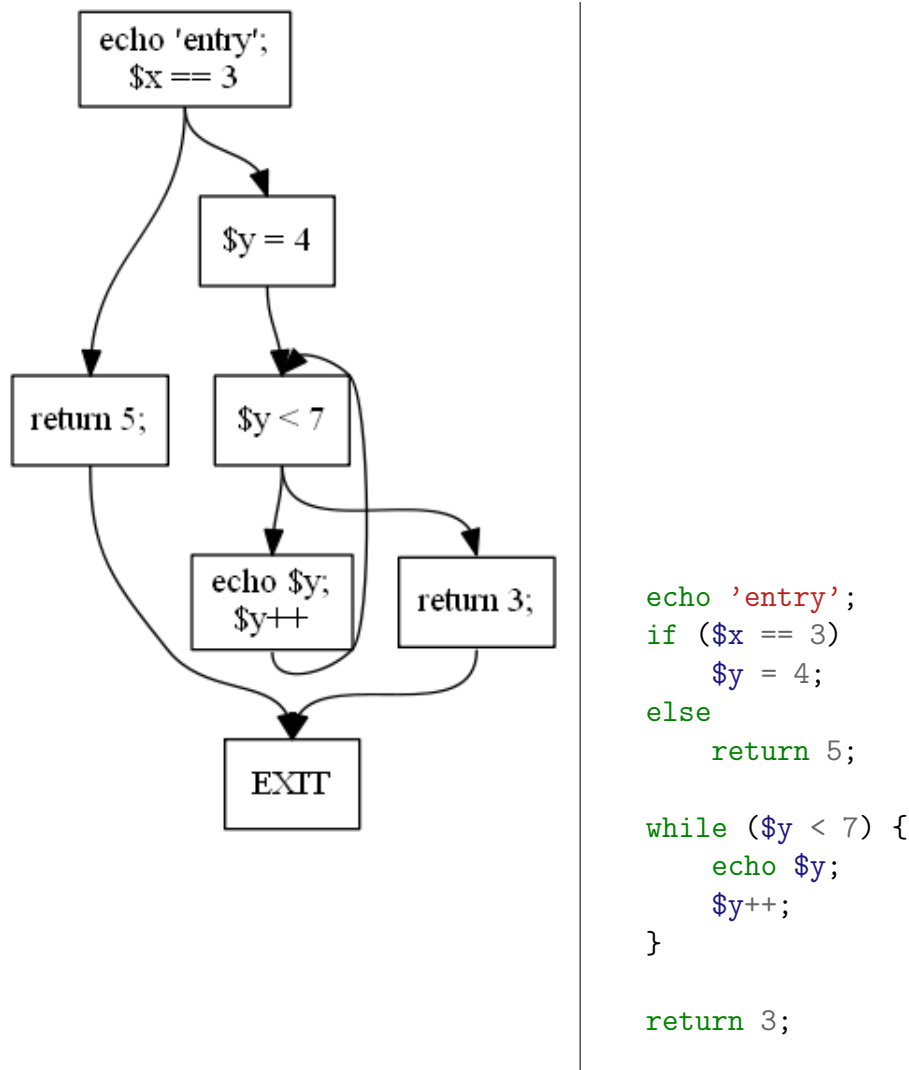 echo 'entry';
$x == 3
$y = 4
return 5;
$y < 7
echo $y;
$y++
return 3;
EXIT
echo ’entry’;
if ($x == 3)
    $y = 4;
else
    return 5;
while ($y < 7) {
    echo $y;
    $y++;
}
return 3;